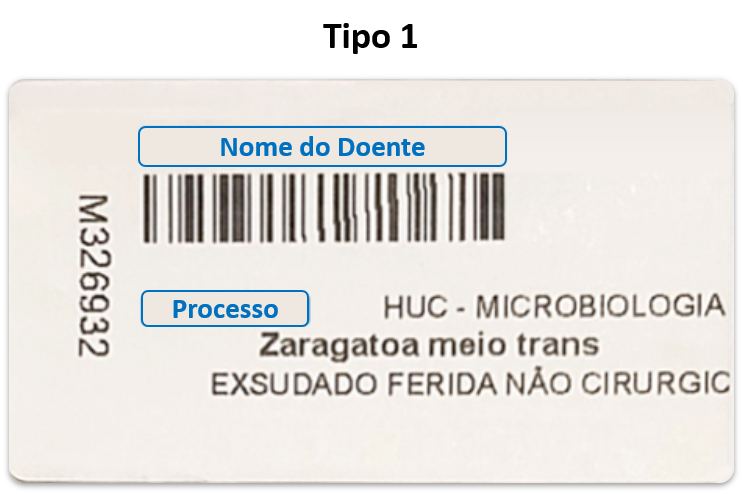 Tipo 1
Nome do Doente
M326932
Processo
HUC - MICROBIOLOGIA
Zaragatoa meio trans
EXSUDADO FERIDA NÃO CIRURGIC